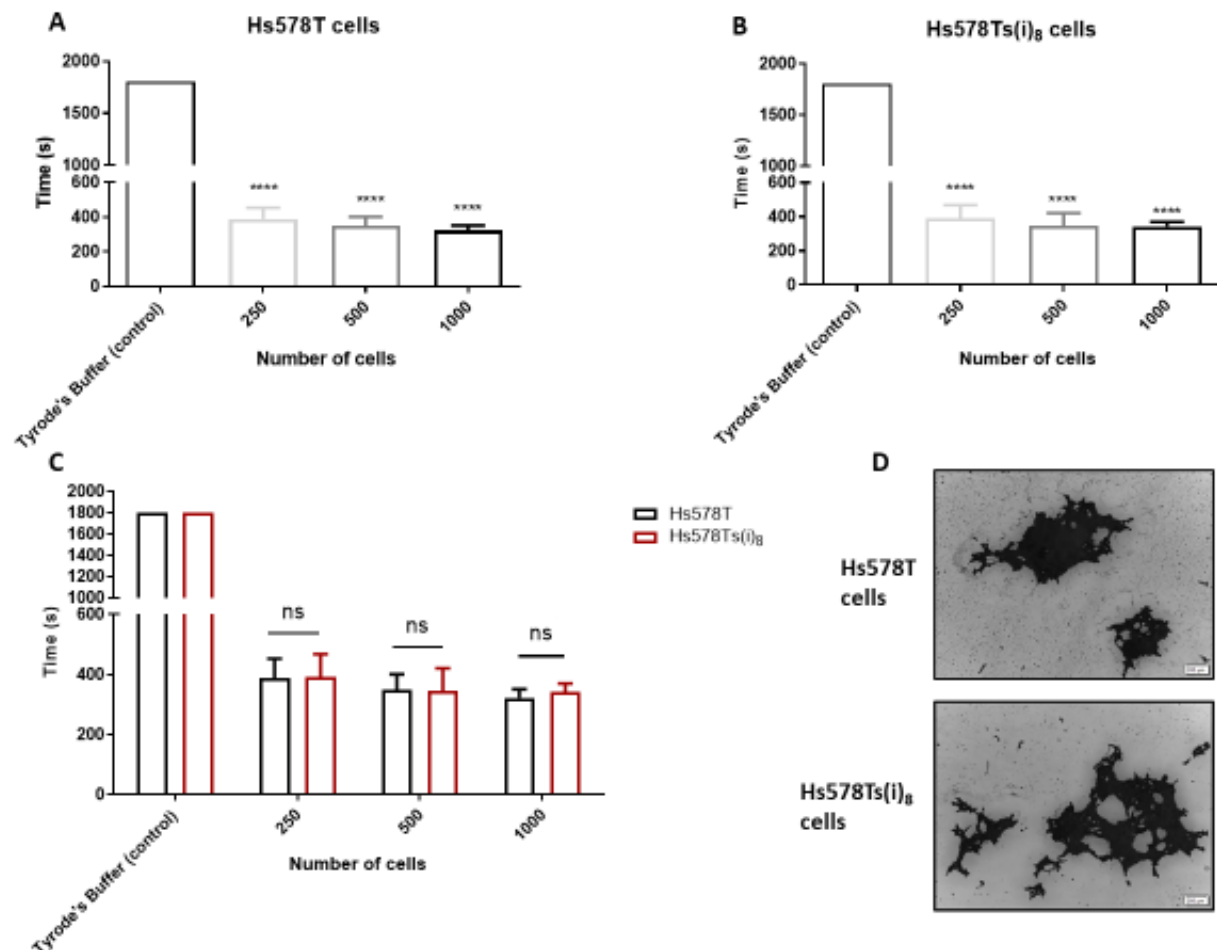 A
Hs578T cells
2000
1500
1000
600
400
200
0
Time (s)
****
****
****
Tyrode's Buffer (control)
250
500
1000
Number of cells
B
Hs578Ts(i)₈ cells
2000
1500
1000
600
400
200
0
Time (s)
****
****
****
Tyrode's Buffer (control)
250
500
1000
Number of cells
C
2000
1800
1600
1400
1200
1000
600
400
200
0
Time (s)
ns
ns
ns
Tyrode's Buffer (control)
250
500
1000
Number of cells
Hs578T
Hs578Ts(i)₈
D
Hs578T
cells
Hs578Ts(i)₈
cells